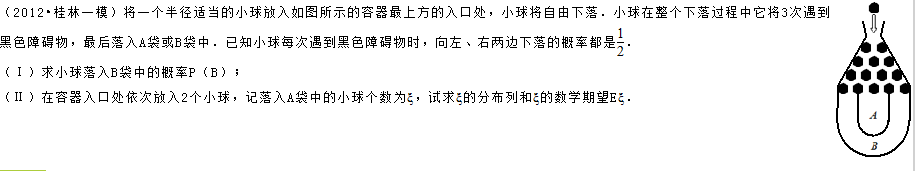 （2012•桂林一模）将一个半径适当的小球放入如图所示的容器最上方的入口处，小球将自由下落．小球在整个下落过程中它将3次遇到
黑色障碍物，最后落入A袋或B袋中．已知小球每次遇到黑色障碍物时，向左、右两边下落的概率都是1/2．
（Ⅰ）求小球落入B袋中的概率P（B）；
（Ⅱ）在容器入口处依次放入2个小球，记落入A袋中的小球个数为ξ，试求ξ的分布列和ξ的数学期望Eξ．
A
B